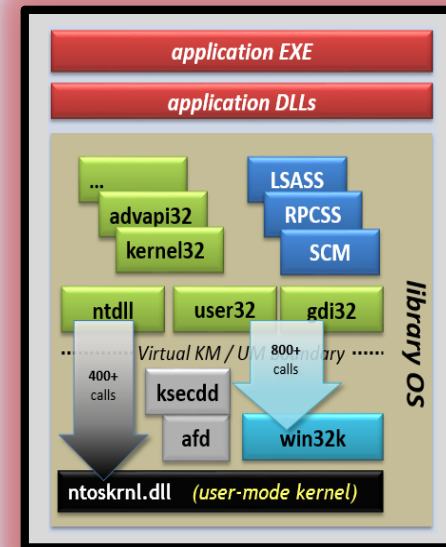 application EXE
application DLLs
...
advapi32
kernel32
LSASS
RPCSS
SCM
library OS
ntdll
user32
gdi32
Virtual KM / UM boundary
400+
calls
800+
calls
ksecdd
afd
win32k
ntoskrnl.dll (user-mode kernel)